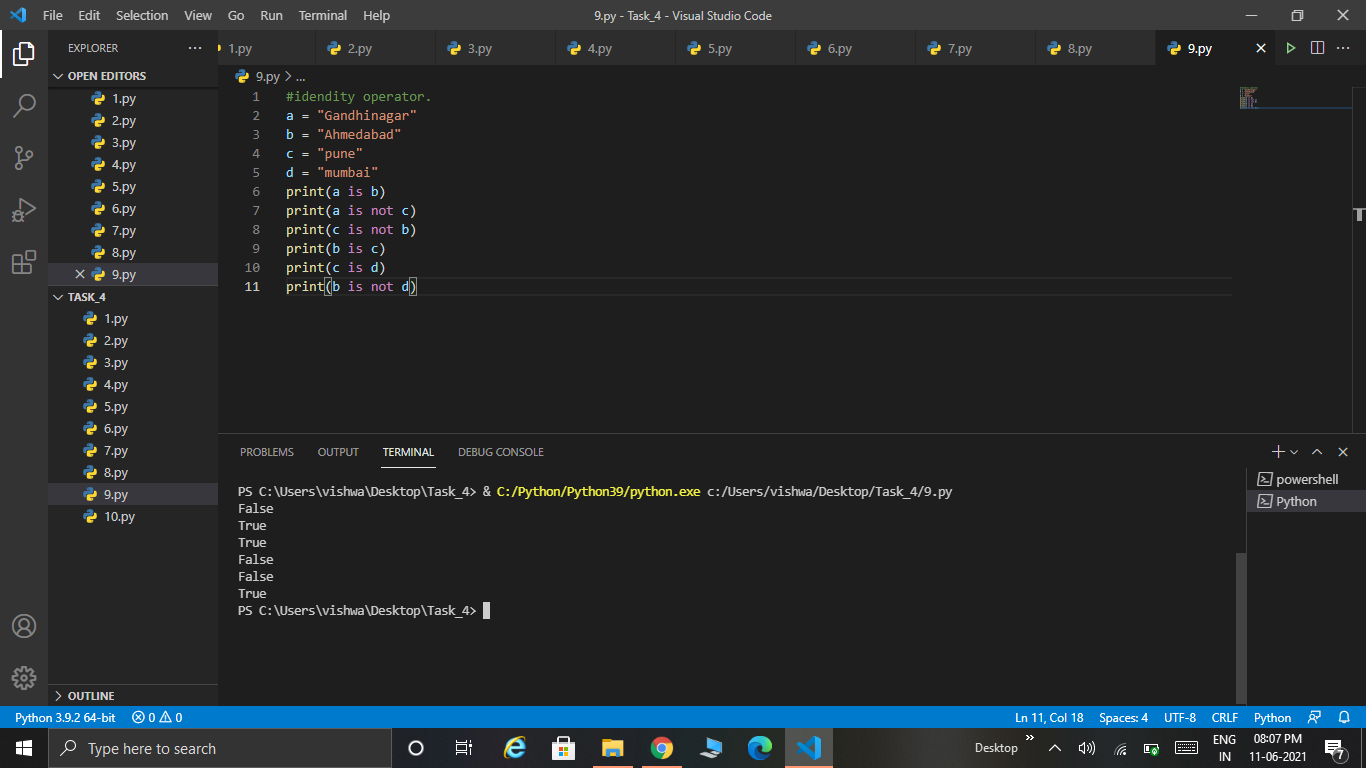 File Edit Selection View Go Run Terminal Help 9.py - Task_4 - Visual Studio Code
EXPLORER ···
OPEN EDITORS
1.py
2.py
3.py
4.py
5.py
6.py
7.py
8.py
9.py
TASK_4
1.py
2.py
3.py
4.py
5.py
6.py
7.py
8.py
9.py
10.py
OUTLINE
1.py 2.py 3.py 4.py 5.py 6.py 7.py 8.py 9.py ···
9.py > ...
1 #idendity operator.
2 a = "Gandhinagar"
3 b = "Ahmedabad"
4 c = "pune"
5 d = "mumbai"
6 print(a is b)
7 print(a is not c)
8 print(c is not b)
9 print(b is c)
10 print(c is d)
11 print(b is not d)
PROBLEMS OUTPUT TERMINAL DEBUG CONSOLE
PS C:\Users\vishwa\Desktop\Task_4> & C:/Python/Python39/python.exe c:/Users/vishwa/Desktop/Task_4/9.py
False
True
True
False
False
True
PS C:\Users\vishwa\Desktop\Task_4>
powershell
Python
Python 3.9.2 64-bit 0 0 Ln 11, Col 18 Spaces: 4 UTF-8 CRLF Python
Type here to search Desktop ENG 08:07 PM
IN 11-06-2021 7